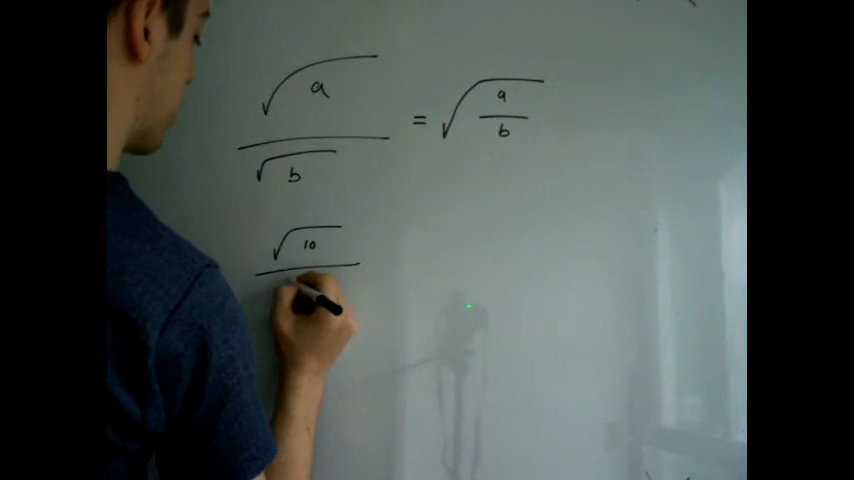 √a / √b = √(a/b)
√10